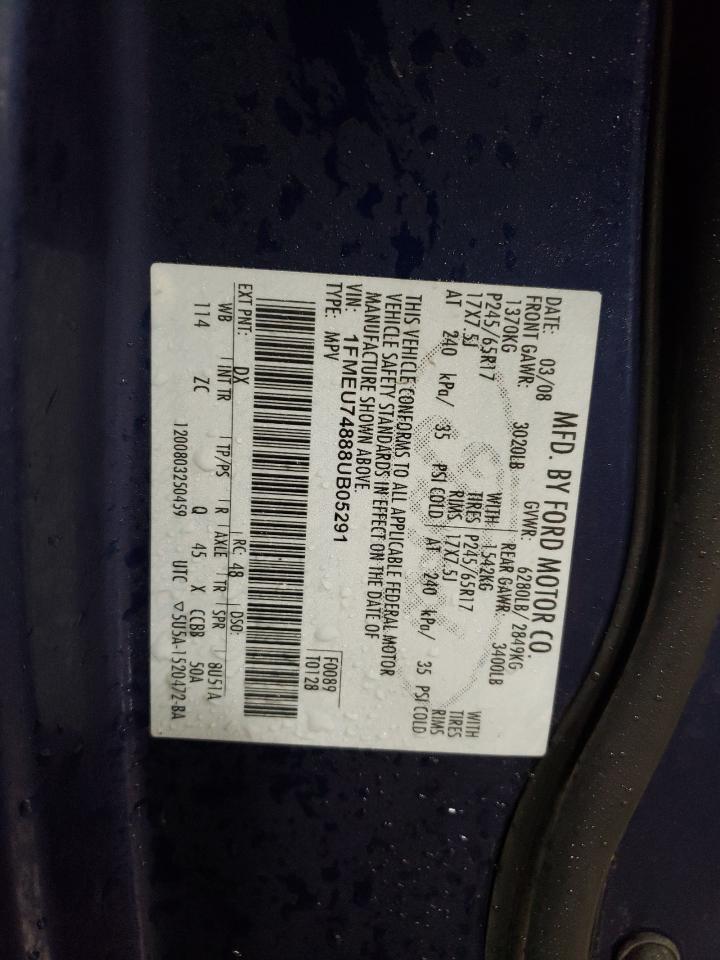 MFD. BY FORD MOTOR CO.
DATE: 03/08 GVWR: 6280LB/ 2849KG
FRONT GAWR: 3020LB REAR GAWR: 3400LB
1370KG WITH 1542KG WITH
P245/65R17 TIRES P245/65R17 TIRES
17X7.5J RIMS 17X7.5J RIMS
AT 240 kPa/ 35 PSI COLD AT 240 kPa/ 35 PSI COLD
THIS VEHICLE CONFORMS TO ALL APPLICABLE FEDERAL MOTOR
VEHICLE SAFETY STANDARDS IN EFFECT ON THE DATE OF
MANUFACTURE SHOWN ABOVE.
VIN: 1FMEU74888UB05291
TYPE: MPV
F0089
T0128
EXT PNT: DX RC: 48 DSO:
WB INT TR TP/PS R AXLE TR SPR 8U51A
114 ZC Q 45 X CCBB 50A
1200803250459 UTC ▽5U5A-1520472-BA